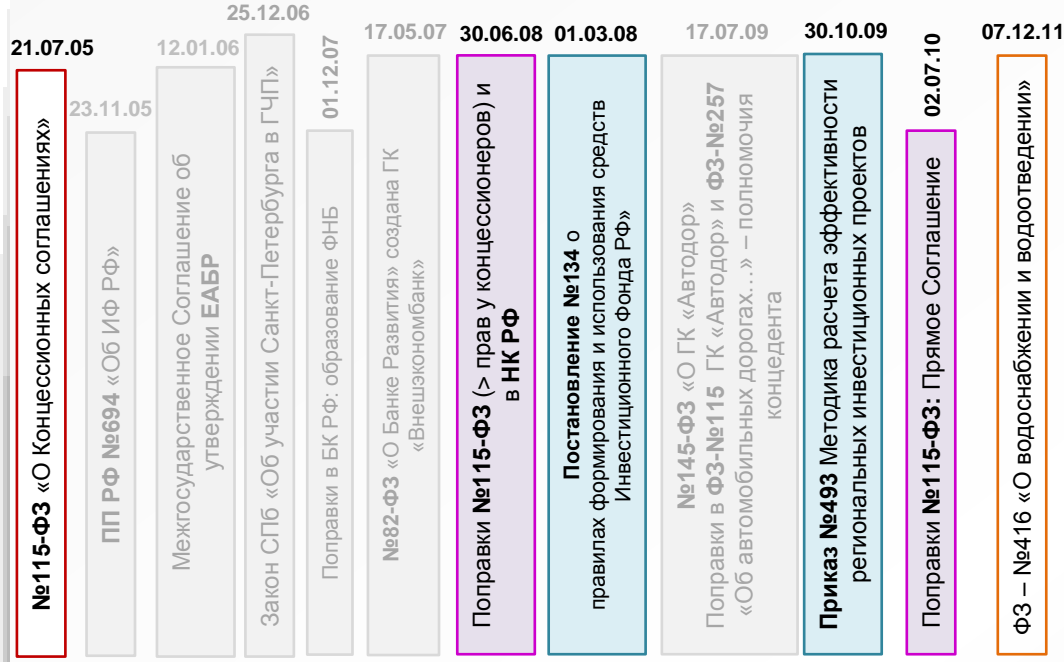 21.07.05
№115-ФЗ «О Концессионных соглашениях»
23.11.05
ПП РФ №694 «Об ИФ РФ»
12.01.06
Межгосударственное Соглашение об
утверждении ЕАБР
25.12.06
Закон СПб «Об участии Санкт-Петербурга в ГЧП»
01.12.07
Поправки в БК РФ: образование ФНБ
17.05.07
№82-ФЗ «О Банке Развития» создана ГК
«Внешэкономбанк»
30.06.08
Поправки №115-ФЗ (> прав у концессионеров) и
в НК РФ
01.03.08
Постановление №134 о
правилах формирования и использования средств
Инвестиционного Фонда РФ»
17.07.09
№145-ФЗ «О ГК «Автодор»
Поправки в ФЗ-№115 ГК «Автодор» и ФЗ-№257
«Об автомобильных дорогах…» – полномочия
концедента
30.10.09
Приказ №493 Методика расчета эффективности
региональных инвестиционных проектов
02.07.10
Поправки №115-ФЗ: Прямое Соглашение
07.12.11
ФЗ – №416 «О водоснабжении и водоотведении»